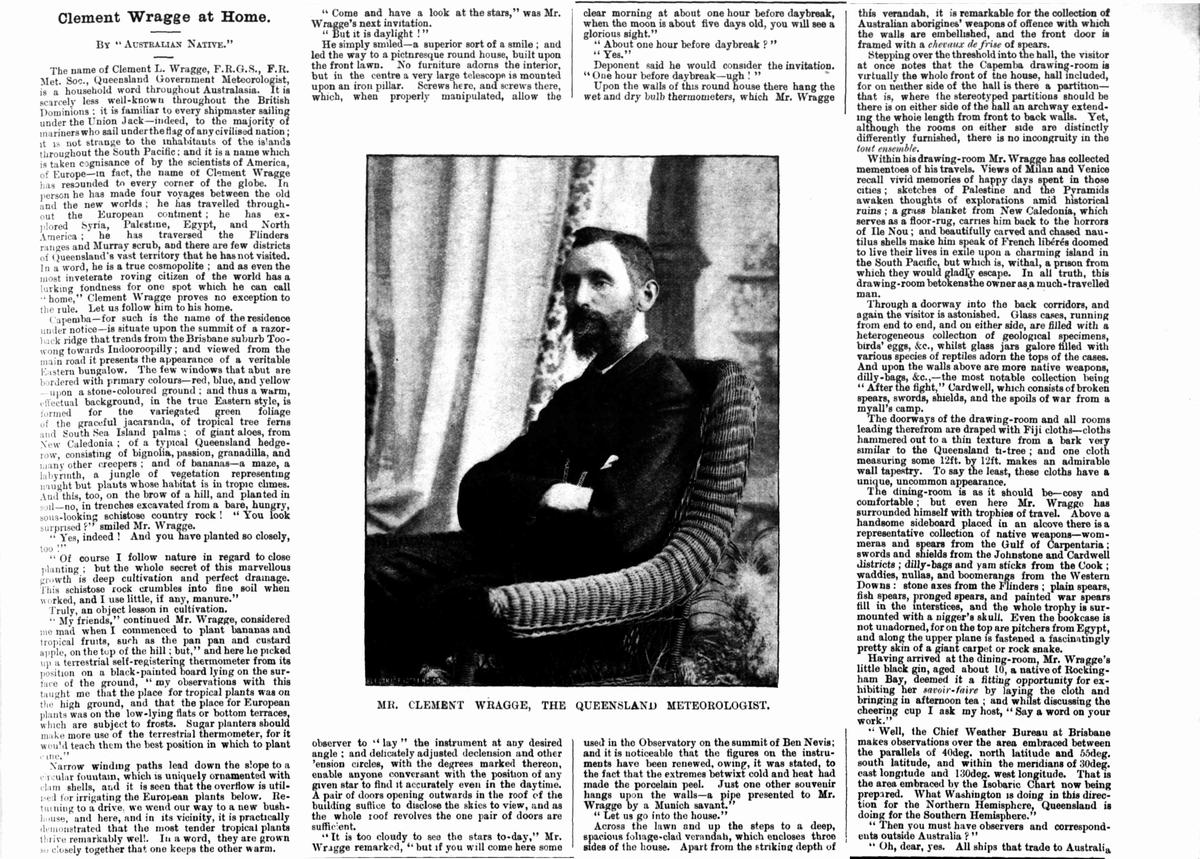 Clement Wragge at Home.
BY "AUSTRALIAN NATIVE."
The name of Clement L. Wragge, F.R.G.S., F.R.
Met. Soc., Queensland Government Meteorologist,
is a household word throughout Australasia. It is
scarcely less well-known throughout the British
Dominions; it is familiar to every shipmaster sailing
under the Union Jack—indeed, to the majority of
mariners who sail under the flag of any civilised nation;
it is not strange to the inhabitants of the islands
throughout the South Pacific; and it is a name which
is taken cognisance of by the scientists of America,
of Europe—in fact, the name of Clement Wragge
has resounded to every corner of the globe. In
person he has made four voyages between the old
and the new worlds; he has travelled through-
out the European continent; he has ex-
plored Syria, Palestine, Egypt, and North
America; he has traversed the Flinders
ranges and Murray scrub, and there are few districts
of Queensland's vast territory that he has not visited.
In a word, he is a true cosmopolite; and as even the
most inveterate roving citizen of the world has a
lurking fondness for one spot which he can call
"home," Clement Wragge proves no exception to
the rule. Let us follow him to his home.
Capemba—for such is the name of the residence
under notice—is situate upon the summit of a razor-
back ridge that trends from the Brisbane suburb Too-
wong towards Indooroopilly; and viewed from the
main road it presents the appearance of a veritable
Eastern bungalow. The few windows that abut are
bordered with primary colours—red, blue, and yellow
—upon a stone-coloured ground; and thus a warm,
effectual background, in the true Eastern style, is
formed for the variegated green foliage
of the graceful jacaranda, of tropical tree ferns
and South Sea Island palms; of giant aloes, from
New Caledonia; of a typical Queensland hedge-
row, consisting of bignolia, passion, granadilla, and
many other creepers; and of bananas—a maze, a
labyrinth, a jungle of vegetation representing
naught but plants whose habitat is in tropic climes.
And this, too, on the brow of a hill, and planted in
soil—no, in trenches excavated from a bare, hungry,
sous-looking schistose country rock! "You look
surprised?" smiled Mr. Wragge.
"Yes, indeed! And you have planted so closely,
too!"
"Of course I follow nature in regard to close
planting; but the whole secret of this marvellous
growth is deep cultivation and perfect drainage.
This schistose rock crumbles into fine soil when
worked, and I use little, if any, manure."
Truly, an object lesson in cultivation.
"My friends," continued Mr. Wragge, considered
me mad when I commenced to plant bananas and
tropical fruits, such as the pan pan and custard
apple, on the top of the hill; but," and here he picked
up a terrestrial self-registering thermometer from its
position on a black-painted board lying on the sur-
face of the ground, "my observations with this
taught me that the place for tropical plants was on
the high ground, and that the place for European
plants was on the low-lying flats or bottom terraces,
which are subject to frosts. Sugar planters should
make more use of the terrestrial thermometer, for it
would teach them the best position in which to plant
cane."
Narrow winding paths lead down the slope to a
circular fountain, which is uniquely ornamented with
clam shells, and it is seen that the overflow is utili-
sed for irrigating the European plants below. Re-
turning to a drive, we wend our way to a new bush-
house, and here, and in its vicinity, it is practically
demonstrated that the most tender tropical plants
thrive remarkably well. In a word, they are grown
so closely together that one keeps the other warm.
"Come and have a look at the stars," was Mr.
Wragge's next invitation.
"But it is daylight!"
He simply smiled—a superior sort of a smile; and
led the way to a picturesque round house, built upon
the front lawn. No furniture adorns the interior,
but in the centre a very large telescope is mounted
upon an iron pillar. Screws here, and screws there,
which, when properly manipulated, allow the
observer to "lay" the instrument at any desired
angle; and delicately adjusted declension and other
'ension circles, with the degrees marked thereon,
enable anyone conversant with the position of any
given star to find it accurately even in the daytime.
A pair of doors opening outwards in the roof of the
building suffice to disclose the skies to view, and as
the whole roof revolves the one pair of doors are
sufficient.
"It is too cloudy to see the stars to-day," Mr.
Wragge remarked, "but if you will come here some
clear morning at about one hour before daybreak,
when the moon is about five days old, you will see a
glorious sight."
"About one hour before daybreak?"
"Yes."
Deponent said he would consider the invitation.
"One hour before daybreak—ugh!"
Upon the walls of this round house then hang the
wet and dry bulb thermometers, which Mr. Wragge
MR. CLEMENT WRAGGE, THE QUEENSLAND METEOROLOGIST.
used in the Observatory on the summit of Ben Nevis;
and it is noticeable that the figures on the instru-
ments have been renewed, owing, it was stated, to
the fact that the extremes betwixt cold and heat had
made the porcelain peel. Just one other souvenir
hangs upon the walls—a pipe presented to Mr.
Wragge by a Munich savant."
"Let us go into the house."
Across the lawn and up the steps to a deep,
spacious foliage-clad verandah, which encloses three
sides of the house. Apart from the striking depth of
this verandah, it is remarkable for the collection of
Australian aborigines' weapons of offence with which
the walls are embellished, and the front door is
framed with a chevaux de frise of spears.
Stepping over the threshold into the hall, the visitor
at once notes that the Capemba drawing-room is
virtually the whole front of the house, hall included,
for on neither side of the hall is there a partition—
that is, where the stereotyped partitions should be
there is on either side of the hall an archway extend-
ing the whole length from front to back walls. Yet,
although the rooms on either side are distinctly
differently furnished, there is no incongruity in the
tout ensemble.
Within his drawing-room Mr. Wragge has collected
mementoes of his travels. Views of Milan and Venice
recall vivid memories of happy days spent in those
cities; sketches of Palestine and the Pyramids
awaken thoughts of explorations amid historical
ruins; a grass blanket from New Caledonia, which
serves as a floor-rug, carries him back to the horrors
of Ile Nou; and beautifully carved and chased nau-
tilus shells make him speak of French libérés doomed
to live their lives in exile upon a charming island in
the South Pacific, but which is, withal, a prison from
which they would gladly escape. In all truth, this
drawing-room betokens the owner as a much-travelled
man.
Through a doorway into the back corridors, and
again the visitor is astonished. Glass cases, running
from end to end, and on either side, are filled with a
heterogeneous collection of geological specimens,
birds' eggs, &c., whilst glass jars galore filled with
various species of reptiles adorn the tops of the cases.
And upon the walls above are more native weapons,
dilly-bags, &c.,—the most notable collection being
"After the fight," Cardwell, which consists of broken
spears, swords, shields, and the spoils of war from a
myall's camp.
The doorways of the drawing-room and all rooms
leading therefrom are draped with Fiji cloths—cloths
hammered out to a thin texture from a bark very
similar to the Queensland ti-tree; and one cloth
measuring some 12ft. by 12ft. makes an admirable
wall tapestry. To say the least, these cloths have a
unique, uncommon appearance.
The dining-room is as it should be—cosy and
comfortable; but even here Mr. Wragge has
surrounded himself with trophies of travel. Above a
handsome sideboard placed in an alcove there is a
representative collection of native weapons—wom-
meras and spears from the Gulf of Carpentaria;
swords and shields from the Johnstone and Cardwell
districts; dilly-bags and yam sticks from the Cook;
waddies, nullas, and boomerangs from the Western
Downs: stone axes from the Flinders; plain spears,
fish spears, pronged spears, and painted war spears
fill in the interstices, and the whole trophy is sur-
mounted with a nigger's skull. Even the bookcase is
not unadorned, for on the top are pitchers from Egypt,
and along the upper plane is fastened a fascinatingly
pretty skin of a giant carpet or rock snake.
Having arrived at the dining-room, Mr. Wragge's
little black gin, aged about 10, a native of Rocking-
ham Bay, deemed it a fitting opportunity for ex-
hibiting her savoir-faire by laying the cloth and
bringing in afternoon tea; and whilst discussing the
cheering cup I ask my host, "Say a word on your
work."
"Well, the Chief Weather Bureau at Brisbane
makes observations over the area embraced between
the parallels of 40deg. north latitude and 55deg.
south latitude, and within the meridians of 30deg.
east longitude and 130deg. west longitude. That is
the area embraced by the Isobaric Chart now being
prepared. What Washington is doing in this direc-
tion for the Northern Hemisphere, Queensland is
doing for the Southern Hemisphere."
"Then you must have observers and correspond-
ents outside Australia?"
"Oh, dear, yes. All ships that trade to Australia